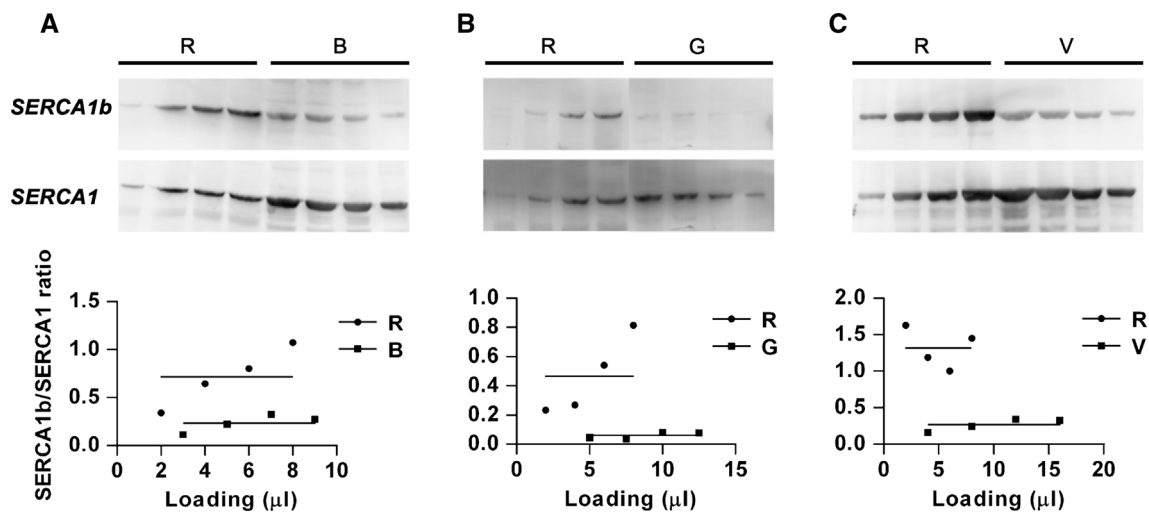 A
B
C
R
B
R
G
R
V
SERCA1b
SERCA1
SERCA1b/SERCA1 ratio
1.5
1.0
0.5
0.0
0
2
4
6
8
10
Loading (µl)
R
B
1.0
0.8
0.6
0.4
0.2
0.0
0
5
10
15
Loading (µl)
R
G
2.0
1.5
1.0
0.5
0.0
0
5
10
15
20
Loading (µl)
R
V